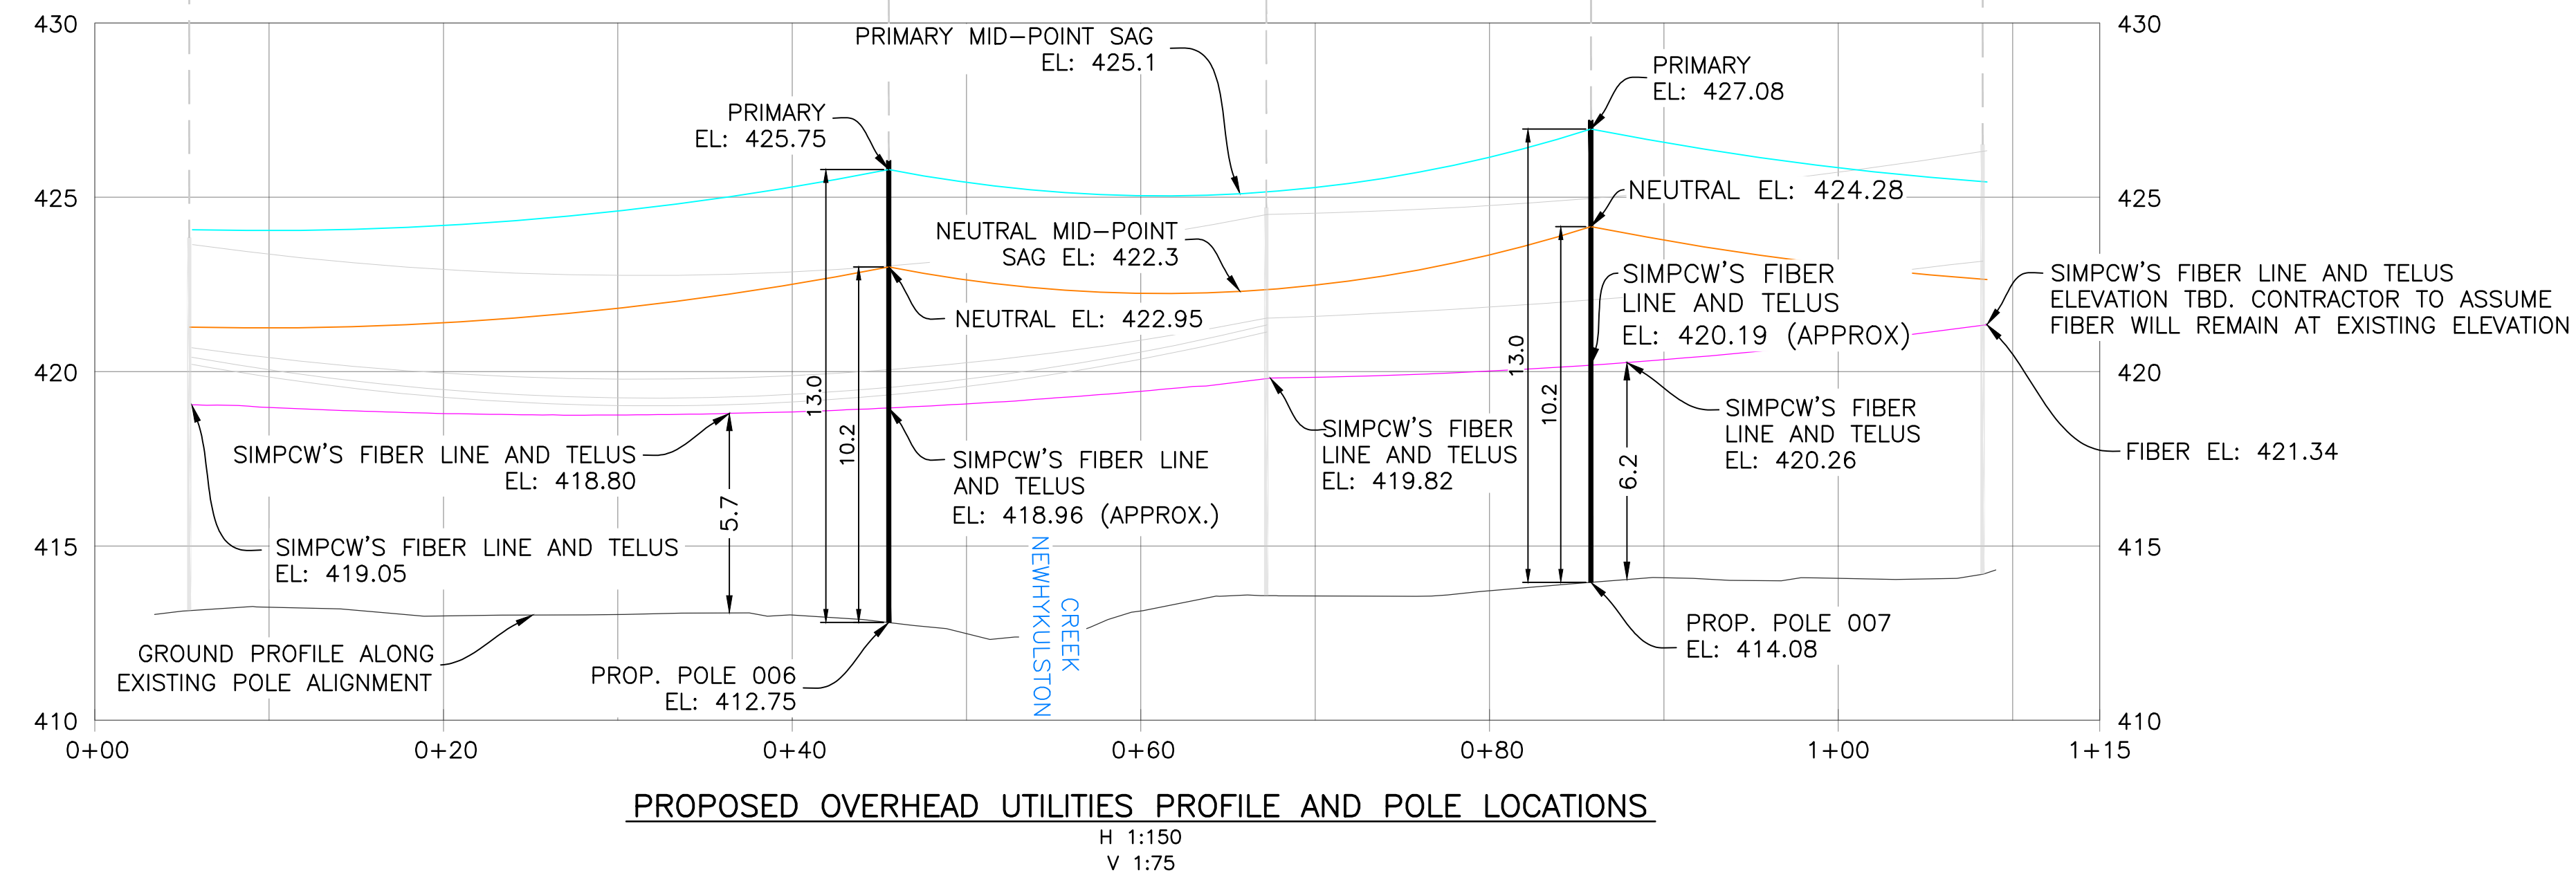 430
425
420
415
410
PRIMARY MID-POINT SAG
EL: 425.1
PRIMARY
EL: 425.75
PRIMARY
EL: 427.08
NEUTRAL EL: 424.28
NEUTRAL MID-POINT
SAG EL: 422.3
NEUTRAL EL: 422.95
SIMPCW'S FIBER
LINE AND TELUS
EL: 420.19 (APPROX)
SIMPCW'S FIBER LINE AND TELUS
ELEVATION TBD. CONTRACTOR TO ASSUME
FIBER WILL REMAIN AT EXISTING ELEVATION
13.0
10.2
13.0
10.2
SIMPCW'S FIBER LINE AND TELUS
EL: 418.80
5.7
SIMPCW'S FIBER LINE
AND TELUS
EL: 418.96 (APPROX.)
SIMPCW'S FIBER
LINE AND TELUS
EL: 419.82
SIMPCW'S FIBER
LINE AND TELUS
EL: 420.26
6.2
FIBER EL: 421.34
SIMPCW'S FIBER LINE AND TELUS
EL: 419.05
CREEK
NEWHYKULSTON
GROUND PROFILE ALONG
EXISTING POLE ALIGNMENT
PROP. POLE 006
EL: 412.75
PROP. POLE 007
EL: 414.08
430
425
420
415
410
0+00
0+20
0+40
0+60
0+80
1+00
1+15
PROPOSED OVERHEAD UTILITIES PROFILE AND POLE LOCATIONS
H 1:150
V 1:75